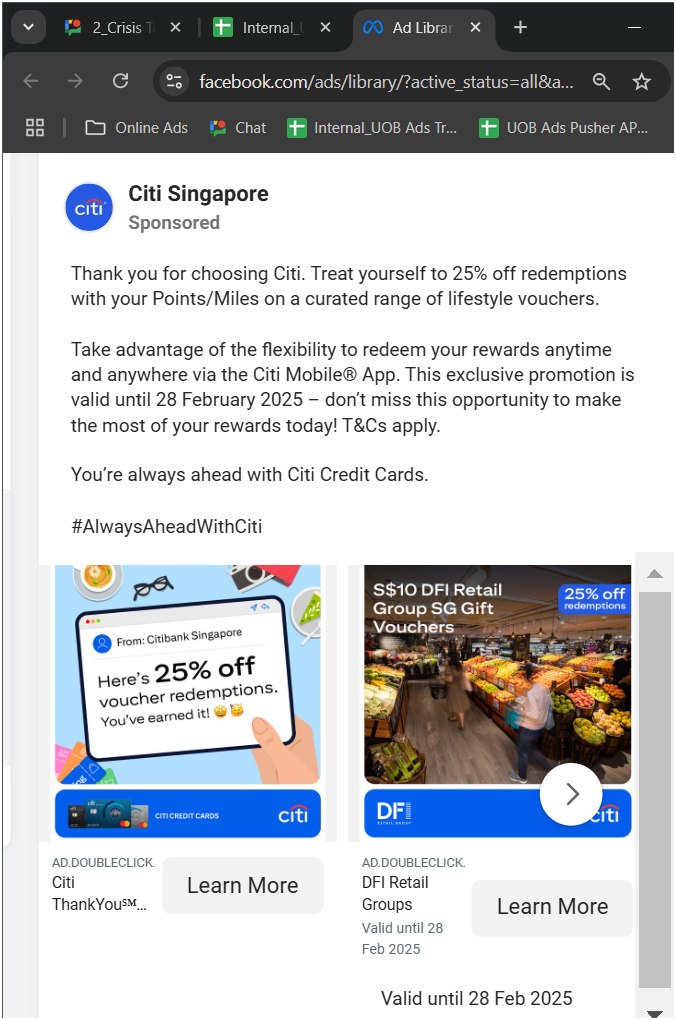 2_Crisis T
Internal_U
Ad Librar
facebook.com/ads/library/?active_status=all&a...
Online Ads
Chat
Internal_UOB Ads Tr...
UOB Ads Pusher AP...
citi
Citi Singapore
Sponsored
Thank you for choosing Citi. Treat yourself to 25% off redemptions
with your Points/Miles on a curated range of lifestyle vouchers.
Take advantage of the flexibility to redeem your rewards anytime
and anywhere via the Citi Mobile® App. This exclusive promotion is
valid until 28 February 2025 – don’t miss this opportunity to make
the most of your rewards today! T&Cs apply.
You’re always ahead with Citi Credit Cards.
#AlwaysAheadWithCiti
From: Citibank Singapore
Here's 25% off
voucher redemptions.
You've earned it! 🤩🥳
CITI CREDIT CARDS
citi
AD.DOUBLECLICK.
Citi
ThankYou℠...
Learn More
S$10 DFI Retail
Group SG Gift
Vouchers
25% off
redemptions
DFI
RETAIL GROUP
citi
AD.DOUBLECLICK.
DFI Retail
Groups
Valid until 28
Feb 2025
Learn More
Valid until 28 Feb 2025